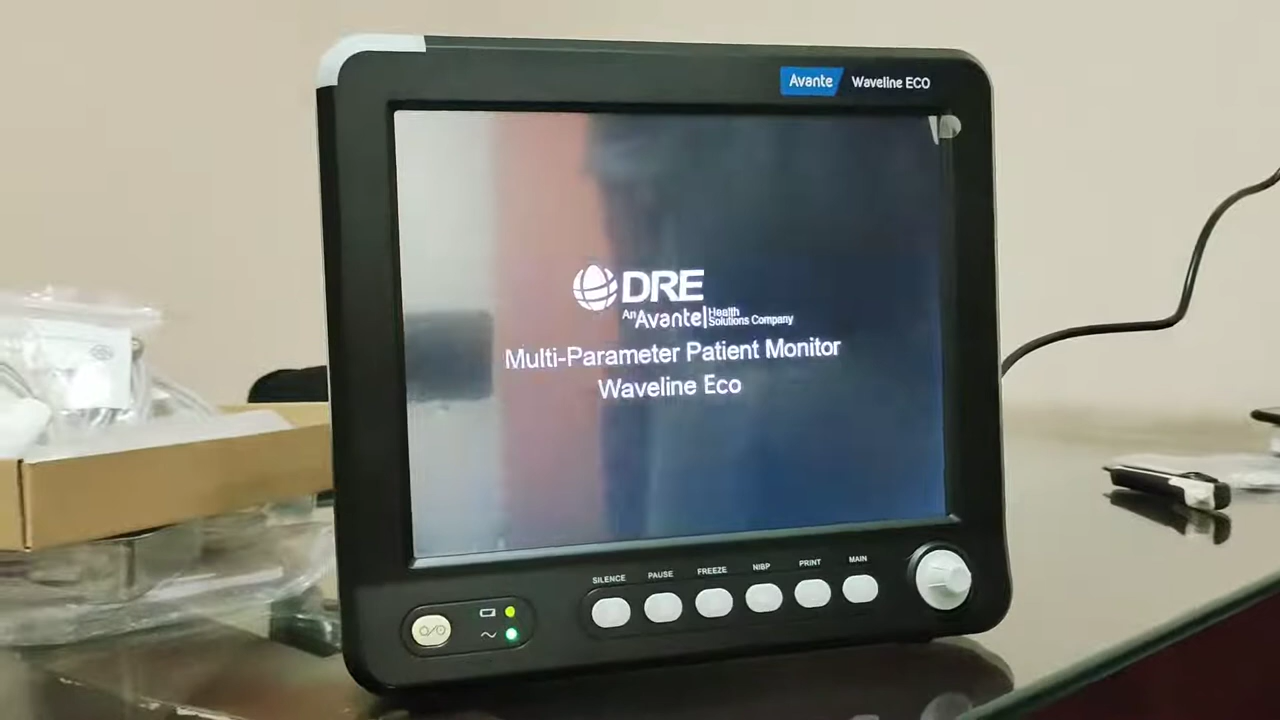 Avante Waveline ECO
DRE
An Avante Health Solutions Company
Multi-Parameter Patient Monitor
Waveline Eco
SILENCE PAUSE FREEZE NIBP PRINT MAIN